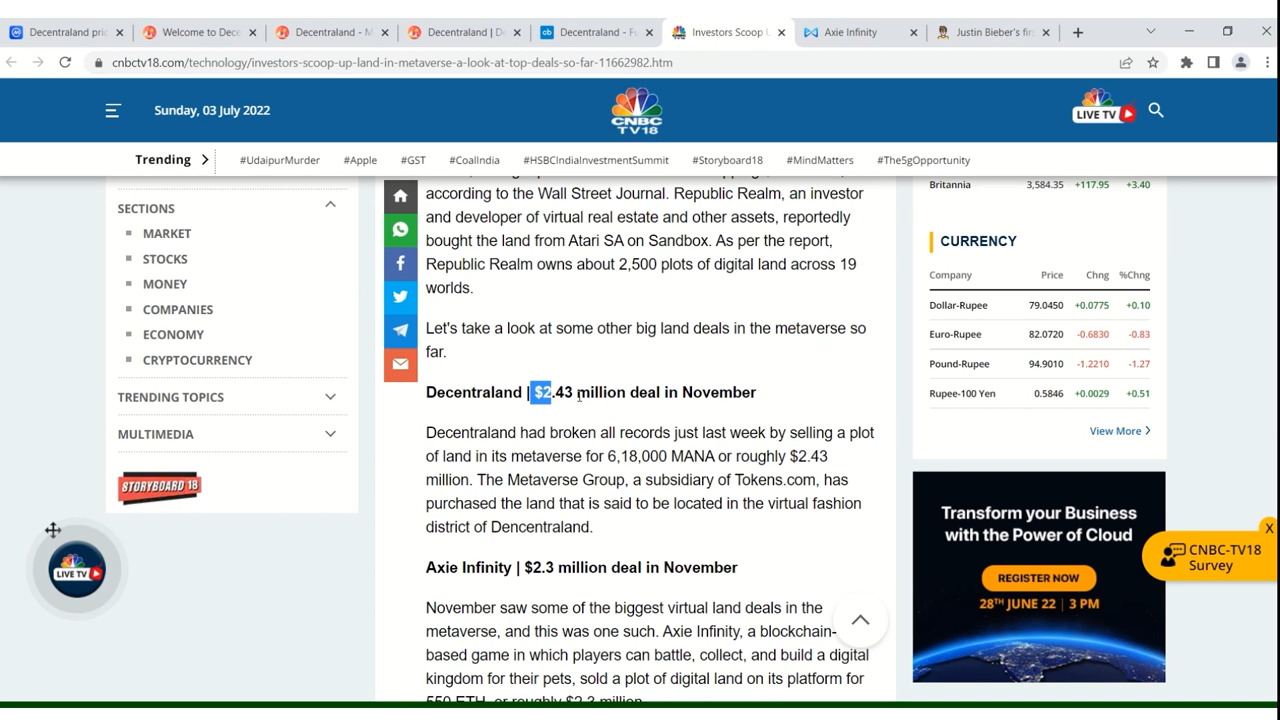 Decentraland pric
Welcome to Dece
Decentraland - M
Decentraland | De
Decentraland - Fu
Investors Scoop U
Axie Infinity
Justin Bieber's firs
cnbctv18.com/technology/investors-scoop-up-land-in-metaverse-a-look-at-top-deals-so-far-11662982.htm
Sunday, 03 July 2022
CNBC
TV18
LIVE TV
Trending
#UdaipurMurder
#Apple
#GST
#CoalIndia
#HSBCIndiaInvestmentSummit
#Storyboard18
#MindMatters
#The5gOpportunity
SECTIONS
MARKET
STOCKS
MONEY
COMPANIES
ECONOMY
CRYPTOCURRENCY
TRENDING TOPICS
MULTIMEDIA
STORYBOARD 18
LIVE TV
according to the Wall Street Journal. Republic Realm, an investor
and developer of virtual real estate and other assets, reportedly
bought the land from Atari SA on Sandbox. As per the report,
Republic Realm owns about 2,500 plots of digital land across 19
worlds.
Let's take a look at some other big land deals in the metaverse so
far.
Decentraland | $2.43 million deal in November
Decentraland had broken all records just last week by selling a plot
of land in its metaverse for 6,18,000 MANA or roughly $2.43
million. The Metaverse Group, a subsidiary of Tokens.com, has
purchased the land that is said to be located in the virtual fashion
district of Dencentraland.
Axie Infinity | $2.3 million deal in November
November saw some of the biggest virtual land deals in the
metaverse, and this was one such. Axie Infinity, a blockchain-
based game in which players can battle, collect, and build a digital
kingdom for their pets, sold a plot of digital land on its platform for
550 ETH, or roughly $2.3 million.
Britannia 3,584.35 +117.95 +3.40
CURRENCY
Company Price Chng %Chng
Dollar-Rupee 79.0450 +0.0775 +0.10
Euro-Rupee 82.0720 -0.6830 -0.83
Pound-Rupee 94.9010 -1.2210 -1.27
Rupee-100 Yen 0.5846 +0.0029 +0.51
View More
Transform your Business
with the Power of Cloud
REGISTER NOW
28TH JUNE 22 | 3 PM
X
CNBC-TV18
Survey